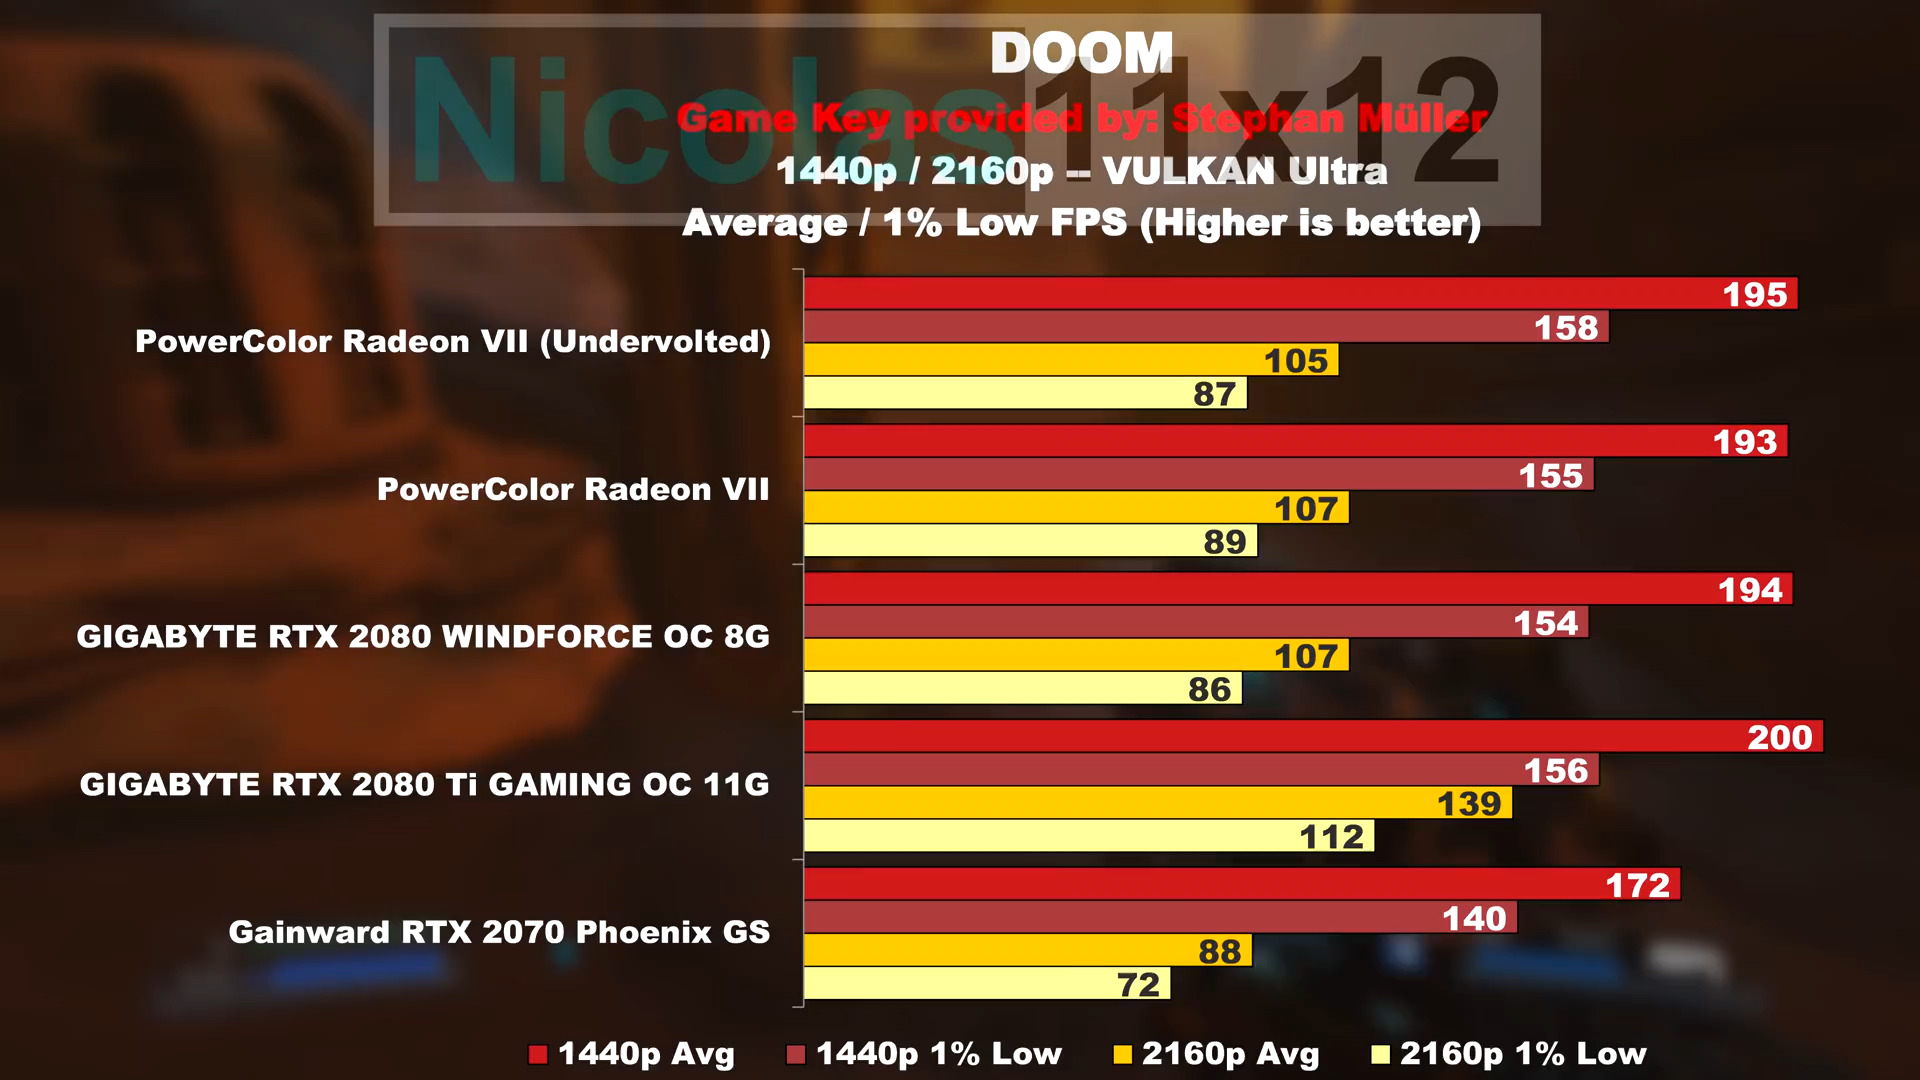 Nicolas11x12
DOOM
Game Key provided by: Stephan Müller
1440p / 2160p -- VULKAN Ultra
Average / 1% Low FPS (Higher is better)
PowerColor Radeon VII (Undervolted)
195
158
105
87
PowerColor Radeon VII
193
155
107
89
GIGABYTE RTX 2080 WINDFORCE OC 8G
194
154
107
86
GIGABYTE RTX 2080 Ti GAMING OC 11G
200
156
139
112
Gainward RTX 2070 Phoenix GS
172
140
88
72
1440p Avg 1440p 1% Low 2160p Avg 2160p 1% Low